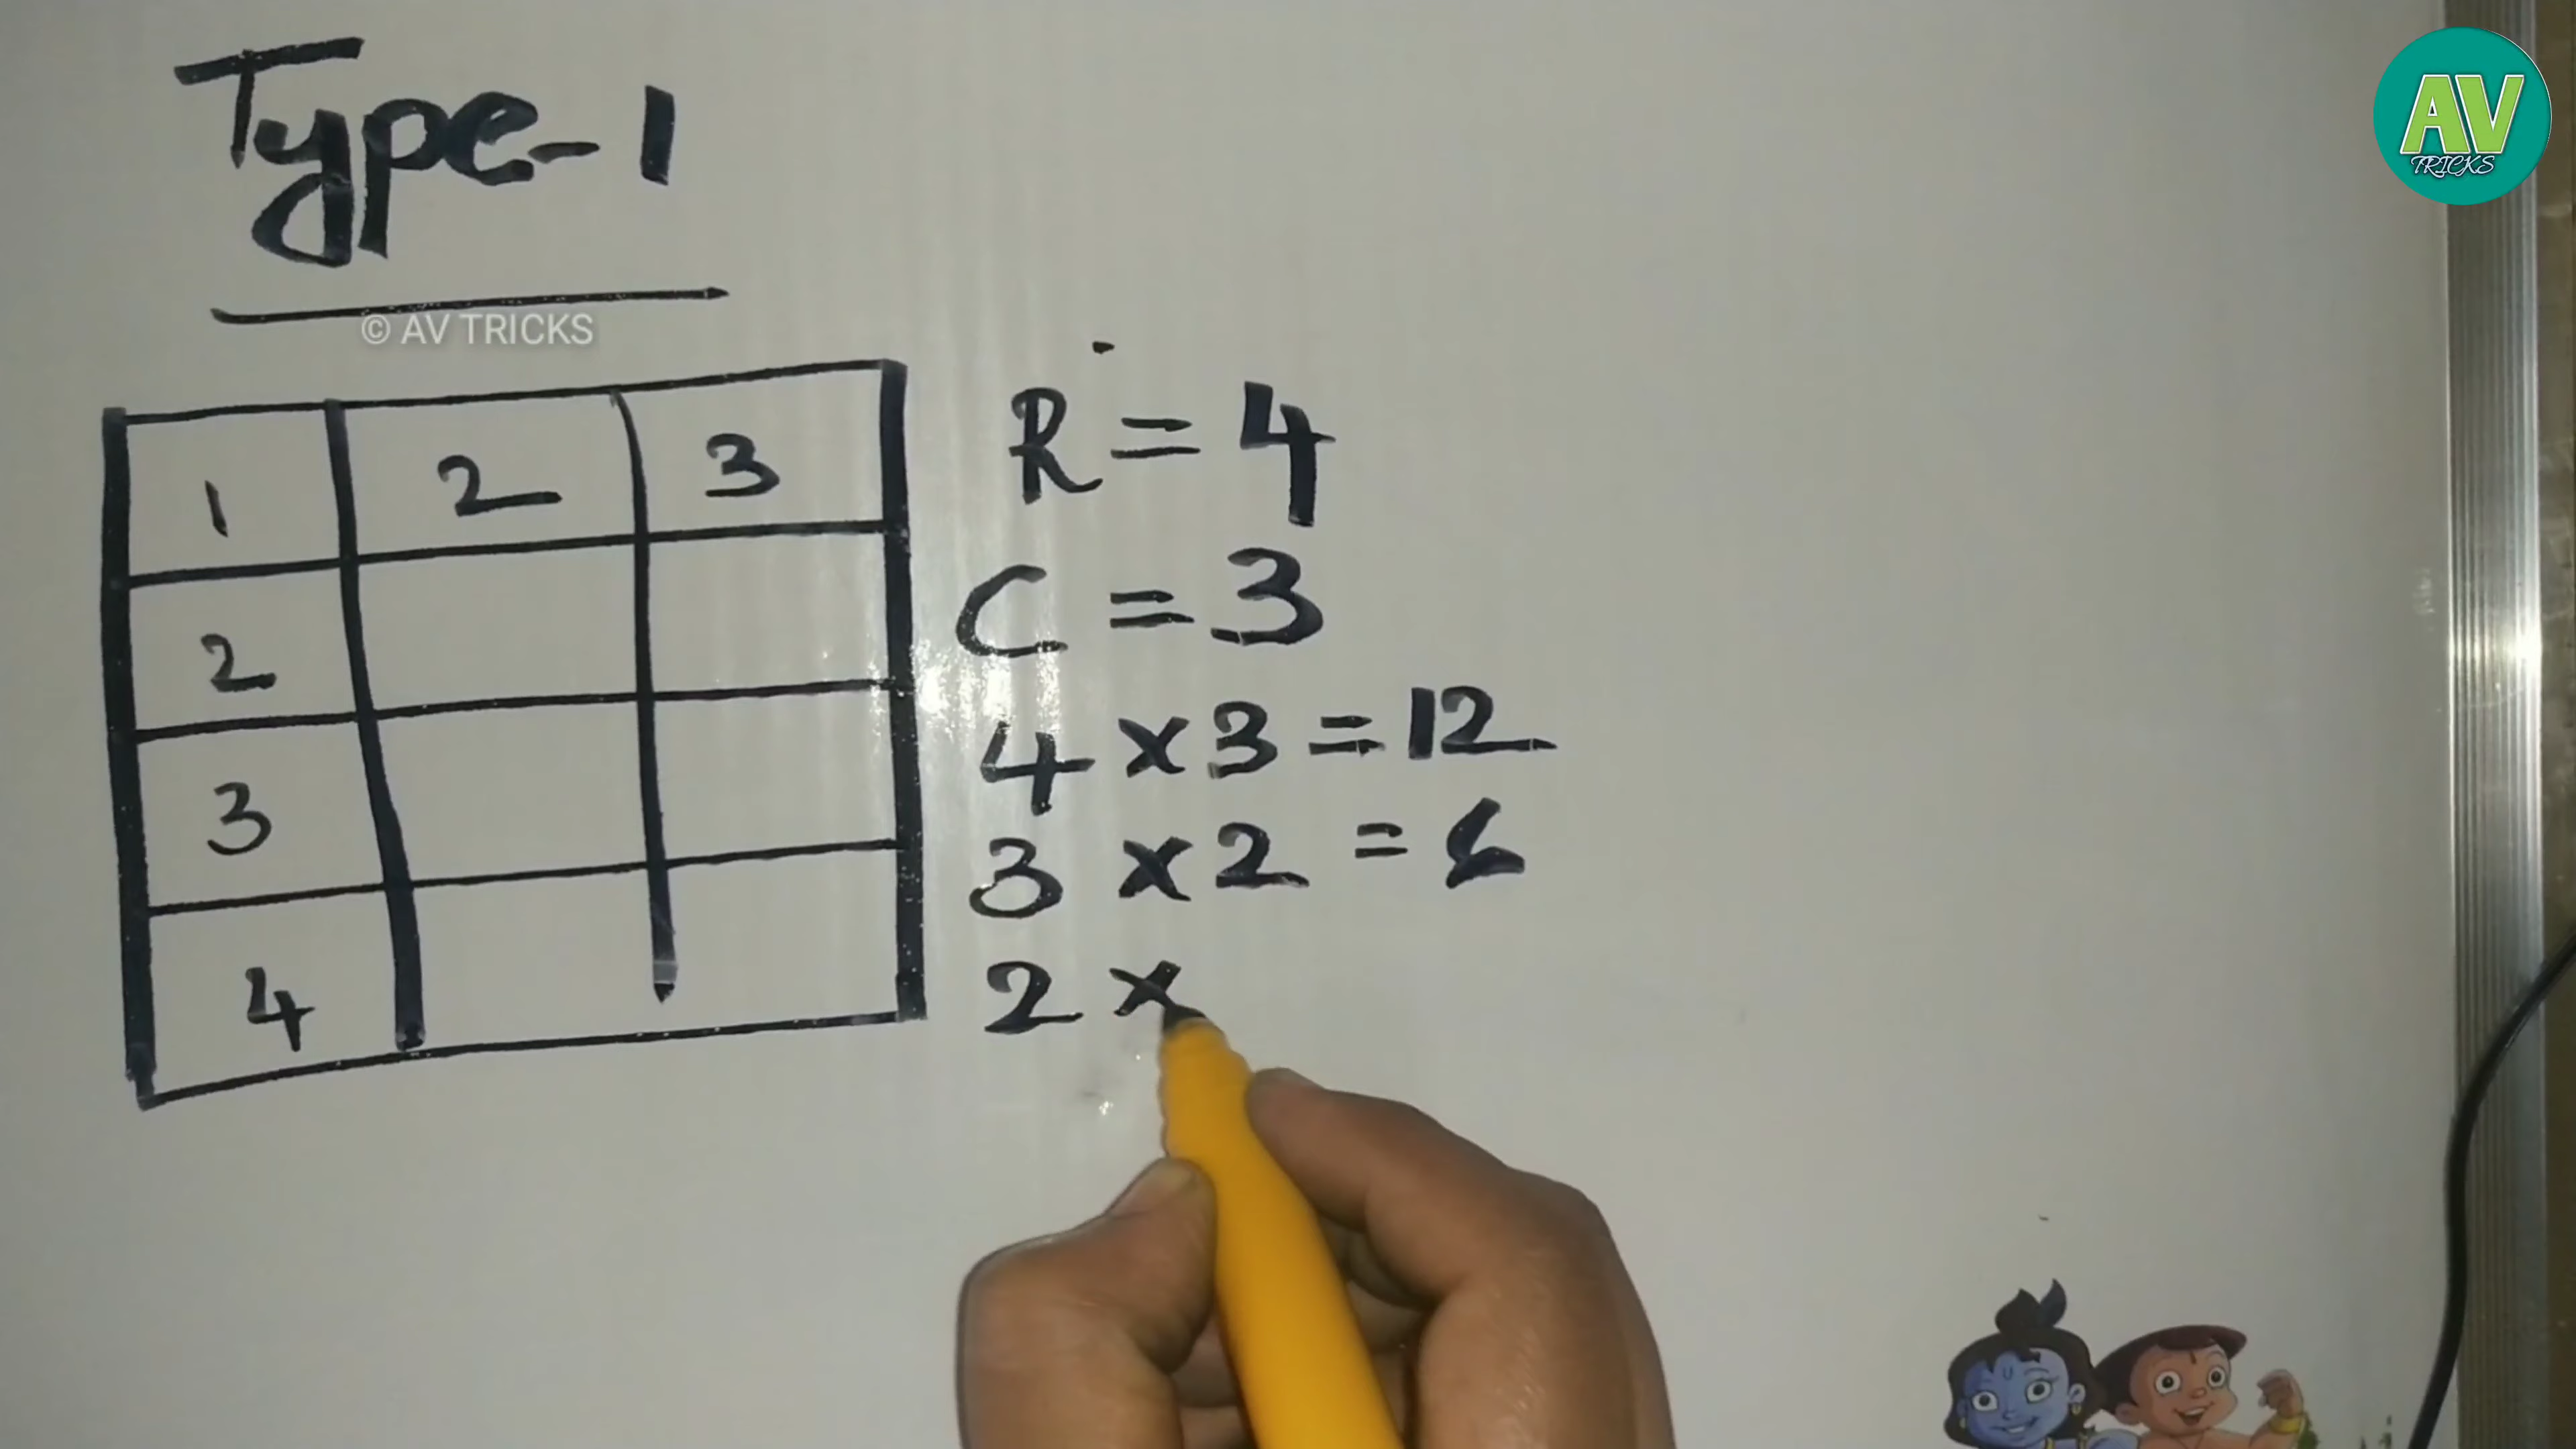 AV
TRICKS
Type-1
© AV TRICKS
1 2 3
2
3
4
R = 4
C = 3
4 × 3 = 12
3 × 2 = 6
2 ×